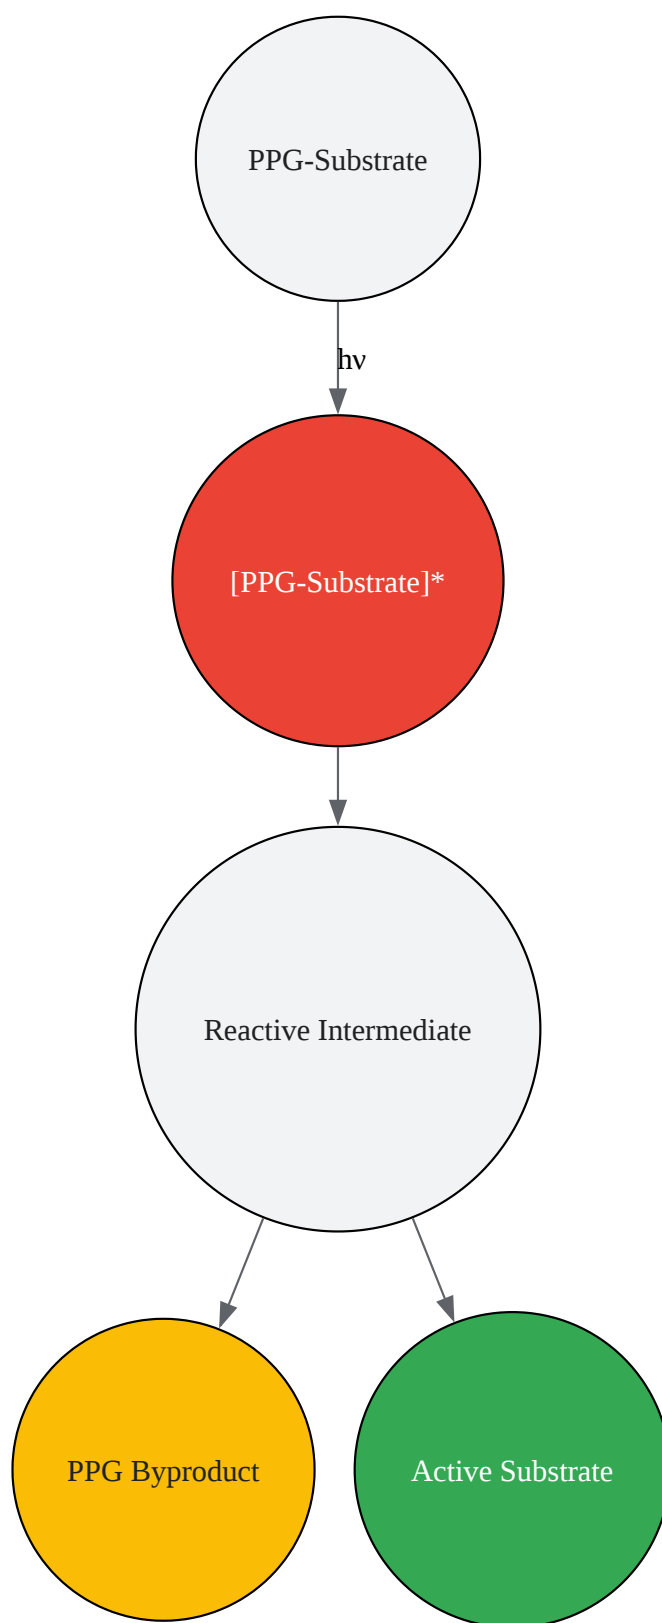 PPG-Substrate
hν
[PPG-Substrate]*
Reactive Intermediate
PPG Byproduct
Active Substrate